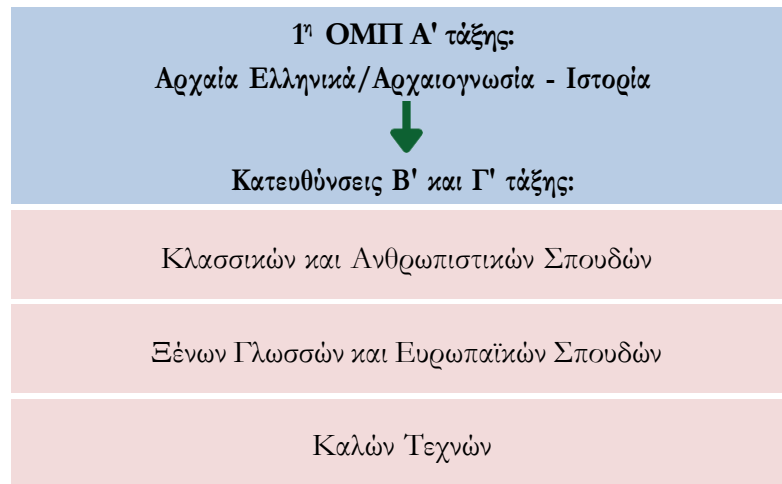 1η ΟΜΠ Α' τάξης:
Αρχαία Ελληνικά/Αρχαιογνωσία - Ιστορία
Κατευθύνσεις Β' και Γ' τάξης:
Κλασσικών και Ανθρωπιστικών Σπουδών
Ξένων Γλωσσών και Ευρωπαϊκών Σπουδών
Καλών Τεχνών